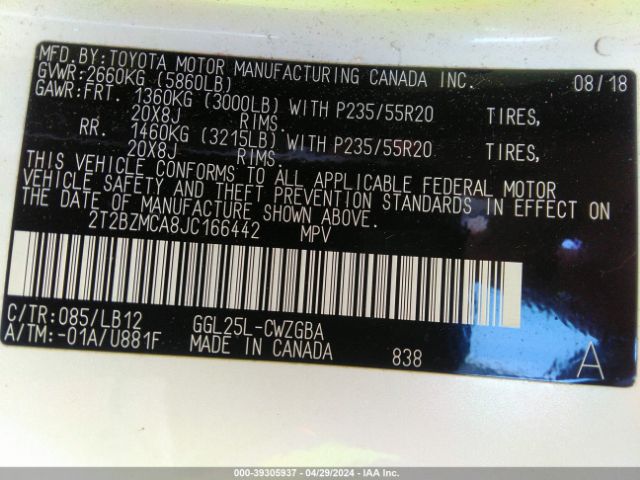 MFD.BY:TOYOTA MOTOR MANUFACTURING CANADA INC. 08/18
GVWR:2660KG (5860LB)
GAWR:FRT. 1360KG (3000LB) WITH P235/55R20 TIRES,
20X8J RIMS.
RR. 1460KG (3215LB) WITH P235/55R20 TIRES,
20X8J RIMS.
THIS VEHICLE CONFORMS TO ALL APPLICABLE FEDERAL MOTOR
VEHICLE SAFETY AND THEFT PREVENTION STANDARDS IN EFFECT ON
THE DATE OF MANUFACTURE SHOWN ABOVE.
2T2BZMCA8JC166442 MPV
C/TR:085/LB12 GGL25L-CWZGBA
A/TM:-01A/U881F MADE IN CANADA 838 A
000-39305937 - 04/29/2024 - IAA Inc.